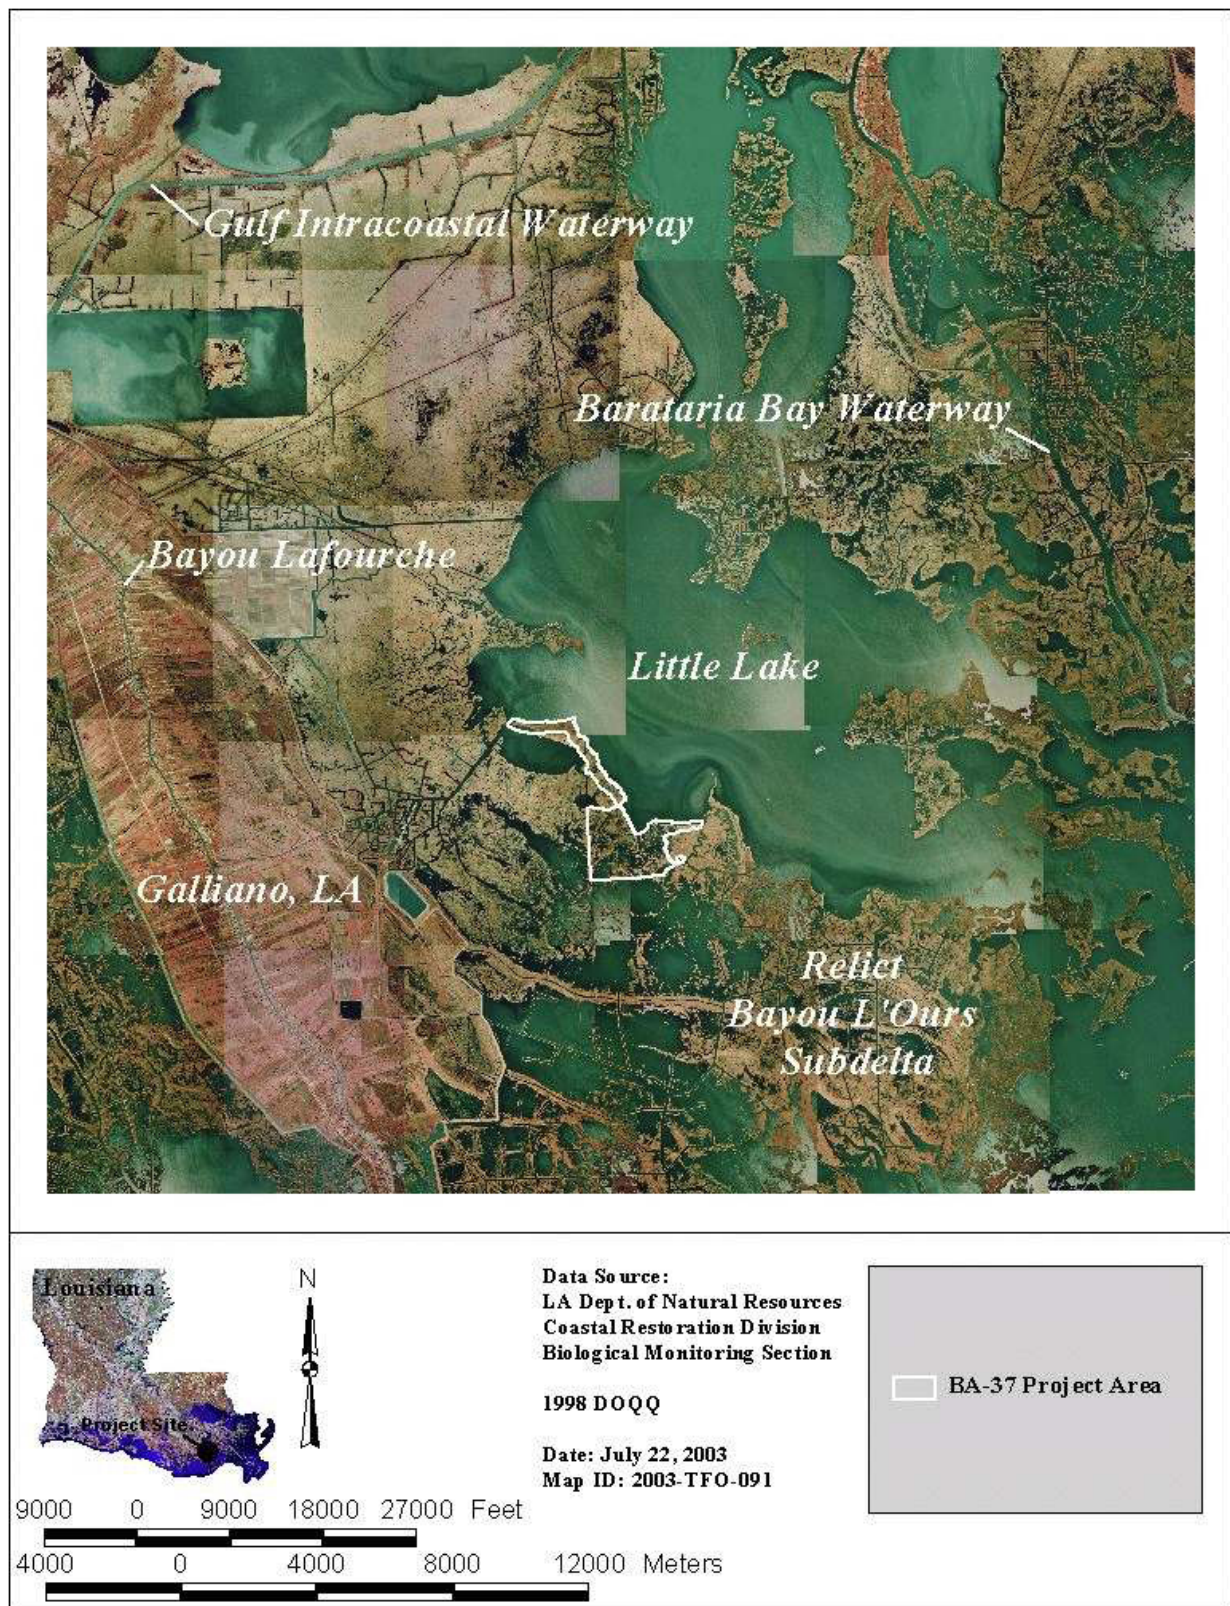 Gulf Intracoastal Waterway
Barataria Bay Waterway
Bayou Lafourche
Little Lake
Galliano, LA
Relict
Bayou L'Ours
Subdelta
Louisiana
Project Site
N
Data Source:
LA Dept. of Natural Resources
Coastal Restoration Division
Biological Monitoring Section
1998 DOQQ
Date: July 22, 2003
Map ID: 2003-TFO-091
BA-37 Project Area
9000 0 9000 18000 27000 Feet
4000 0 4000 8000 12000 Meters